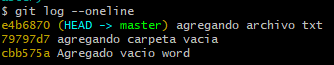 $ git log --oneline
e4b6870 (HEAD -> master) agregando archivo txt
79797d7 agregando carpeta vacia
cbb575a Agregado vacio word